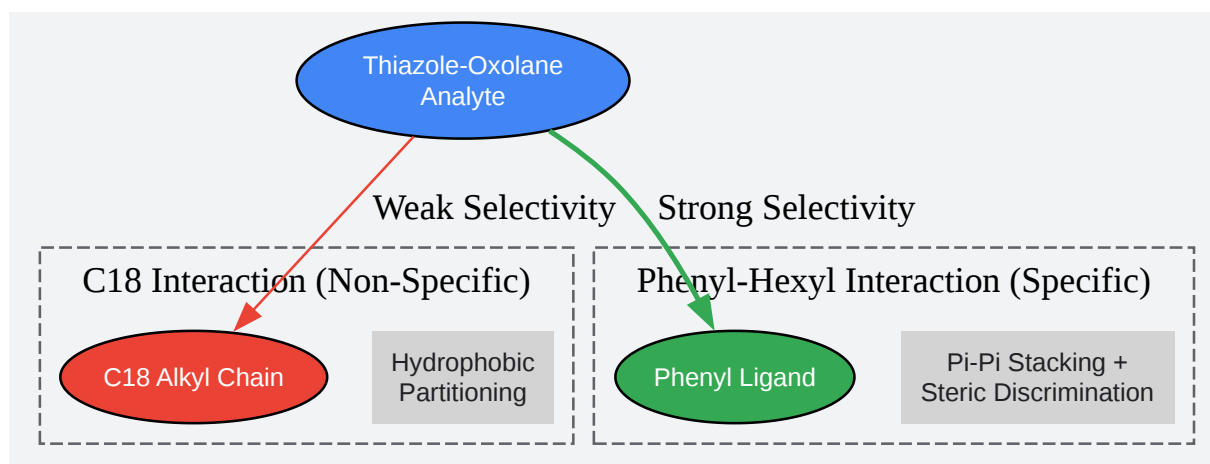 Thiazole-Oxolane
Analyte
Weak Selectivity
Strong Selectivity
C18 Interaction (Non-Specific)
C18 Alkyl Chain
Hydrophobic
Partitioning
Phenyl-Hexyl Interaction (Specific)
Phenyl Ligand
Pi-Pi Stacking +
Steric Discrimination